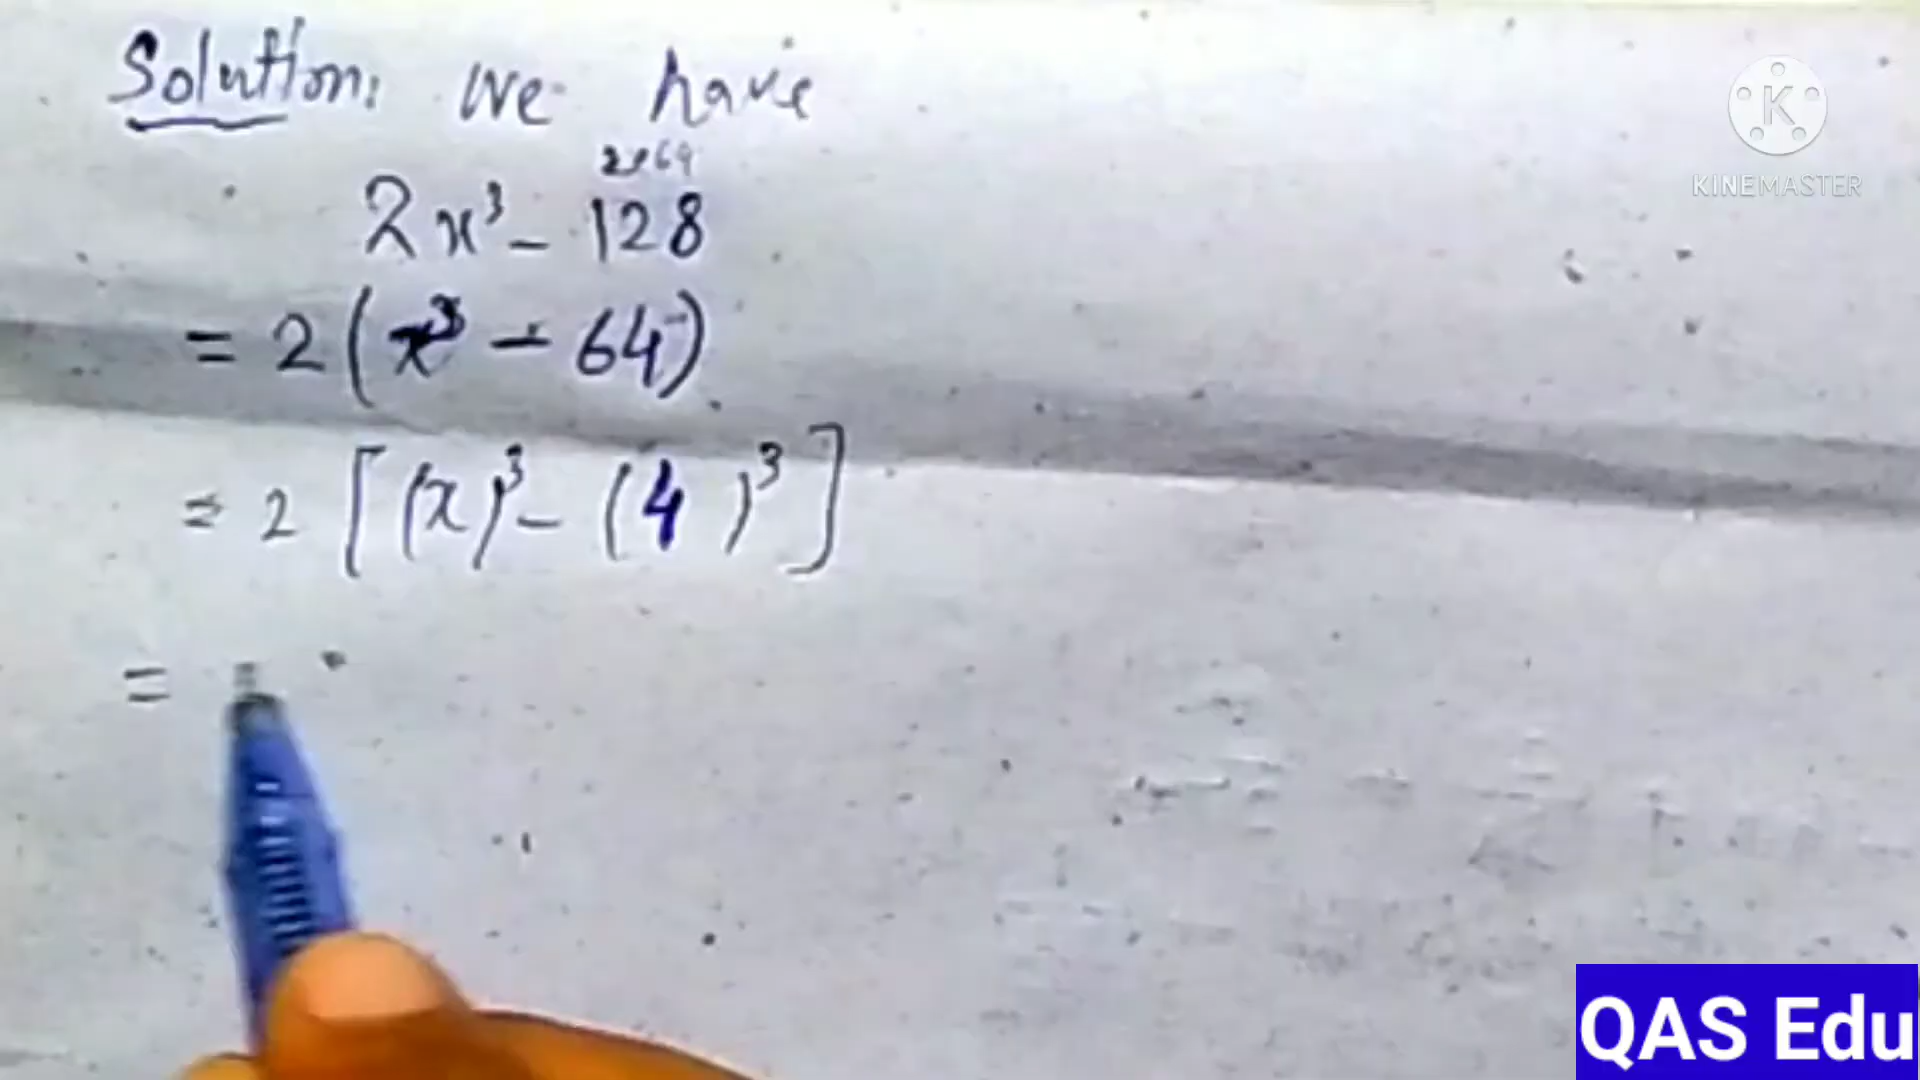 Solution: we have
2×64
2x³ - 128
= 2(x³ - 64)
= 2 [(x)³ - (4 )³]
=
KINEMASTER
QAS Edu